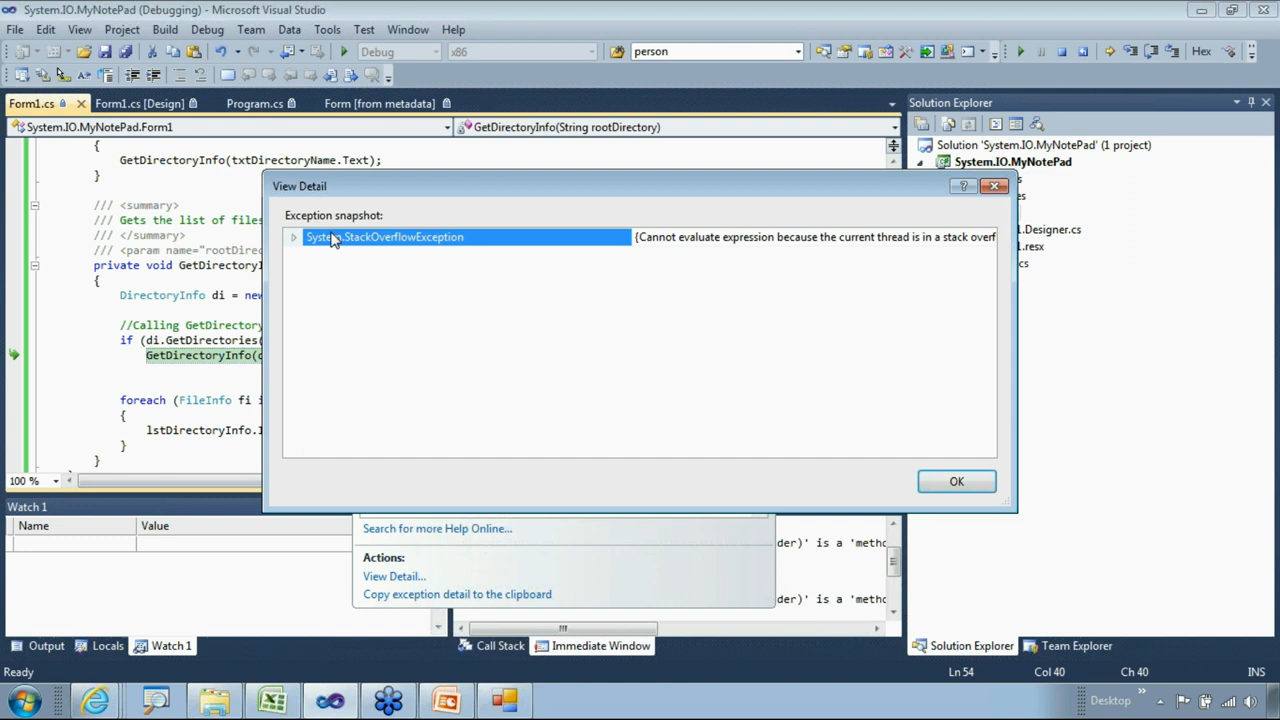 System.IO.MyNotePad (Debugging) - Microsoft Visual Studio
File Edit View Project Build Debug Team Data Tools Test Window Help
Debug x86 person Hex
Form1.cs Form1.cs [Design] Program.cs Form [from metadata]
System.IO.MyNotePad.Form1 GetDirectoryInfo(String rootDirectory)
{
GetDirectoryInfo(txtDirectoryName.Text);
}
/// <summary>
/// Gets the list of files
/// </summary>
/// <param name="rootDire
private void GetDirectoryI
{
DirectoryInfo di = new
//Calling GetDirectory
if (di.GetDirectories(
GetDirectoryInfo(
foreach (FileInfo fi i
{
lstDirectoryInfo.
}
}
100 %
View Detail
Exception snapshot:
System.StackOverflowException {Cannot evaluate expression because the current thread is in a stack overf
OK
Solution Explorer
Solution 'System.IO.MyNotePad' (1 project)
System.IO.MyNotePad
s
es
1.Designer.cs
1.resx
cs
Watch 1
Name Value
Search for more Help Online...
Actions:
View Detail...
Copy exception detail to the clipboard
der)' is a 'metho
der)' is a 'metho
Output Locals Watch 1 Call Stack Immediate Window Solution Explorer Team Explorer
Ready Ln 54 Col 40 Ch 40 INS
Desktop